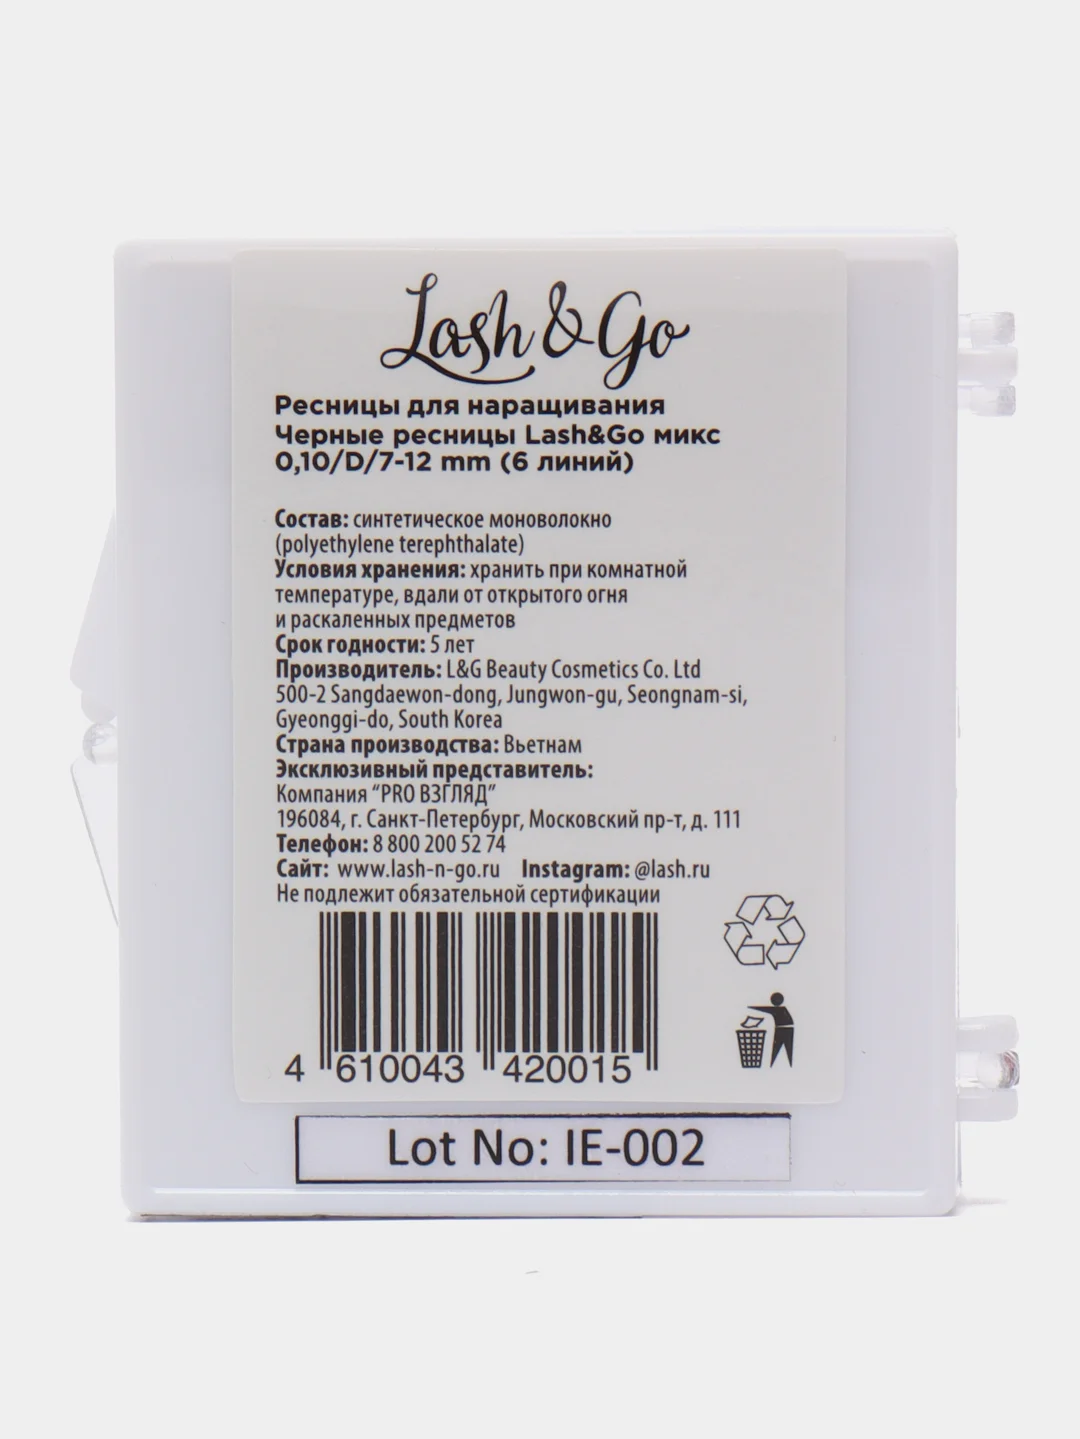 Lash & Go
Ресницы для наращивания
Черные ресницы Lash&Go микс
0,10/D/7-12 mm (6 линий)
Состав: синтетическое моноволокно
(polyethylene terephthalate)
Условия хранения: хранить при комнатной
температуре, вдали от открытого огня
и раскаленных предметов
Срок годности: 5 лет
Производитель: L&G Beauty Cosmetics Co. Ltd
500-2 Sangdaewon-dong, Jungwon-gu, Seongnam-si,
Gyeonggi-do, South Korea
Страна производства: Вьетнам
Эксклюзивный представитель:
Компания “PRO ВЗГЛЯД”
196084, г. Санкт-Петербург, Московский пр-т, д. 111
Телефон: 8 800 200 52 74
Сайт: www.lash-n-go.ru Instagram: @lash.ru
Не подлежит обязательной сертификации
4 610043 420015
Lot No: IE-002